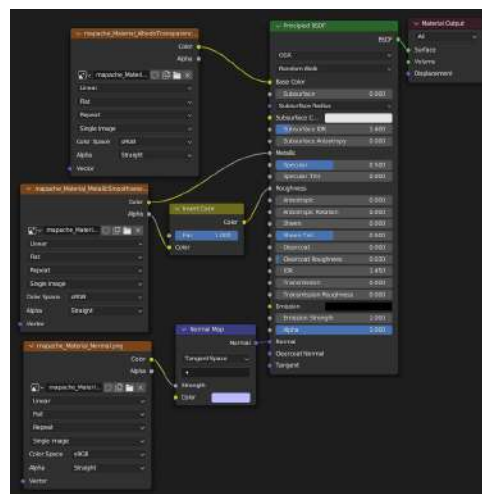 mapache_Material_AlbedoTransparenc...
Color
Alpha
mapache_Materi...
Linear
Flat
Repeat
Single Image
Color Space
sRGB
Alpha
Straight
Vector
mapache_Material_MetallicSmoothness
Color
Alpha
mapache_Materi...
Linear
Flat
Repeat
Single Image
Color Space
sRGB
Alpha
Straight
Vector
mapache_Material_Normal.png
Color
Alpha
mapache_Materi...
Linear
Flat
Repeat
Single Image
Color Space
sRGB
Alpha
Straight
Vector
Invert Color
Color
Fac
1.000
Color
Normal Map
Normal
Tangent Space
Strength
Color
Principled BSDF
BSDF
GGX
Random Walk
Base Color
Subsurface
0.000
Subsurface Radius
Subsurface C...
Subsurface IOR
1.400
Subsurface Anisotropy
0.000
Metallic
Specular
0.500
Specular Tint
0.000
Roughness
Anisotropic
0.000
Anisotropic Rotation
0.000
Sheen
0.000
Sheen Tint
0.500
Clearcoat
0.000
Clearcoat Roughness
0.030
IOR
1.450
Transmission
0.000
Transmission Roughness
0.000
Emission
Emission Strength
1.000
Alpha
Normal
Clearcoat Normal
Tangent
Material Output
All
Surface
Volume
Displacement